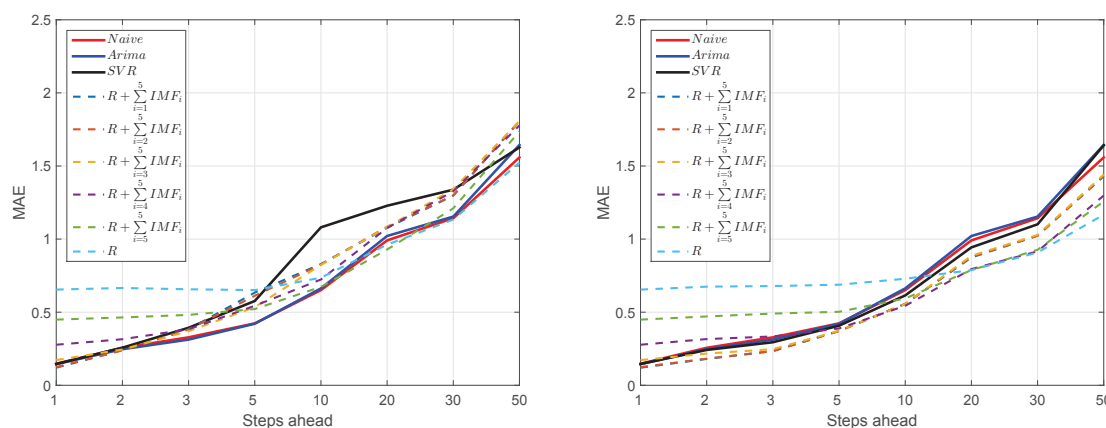 2.5
2
1.5
1
0.5
0
MAE
Naive
Arima
SVR
R + ∑_{i=1}^{5} IMF_i
R + ∑_{i=2}^{5} IMF_i
R + ∑_{i=3}^{5} IMF_i
R + ∑_{i=4}^{5} IMF_i
R + ∑_{i=5}^{5} IMF_i
R
1 2 3 5 10 20 30 50
Steps ahead
2.5
2
1.5
1
0.5
0
MAE
Naive
Arima
SVR
R + ∑_{i=1}^{5} IMF_i
R + ∑_{i=2}^{5} IMF_i
R + ∑_{i=3}^{5} IMF_i
R + ∑_{i=4}^{5} IMF_i
R + ∑_{i=5}^{5} IMF_i
R
1 2 3 5 10 20 30 50
Steps ahead